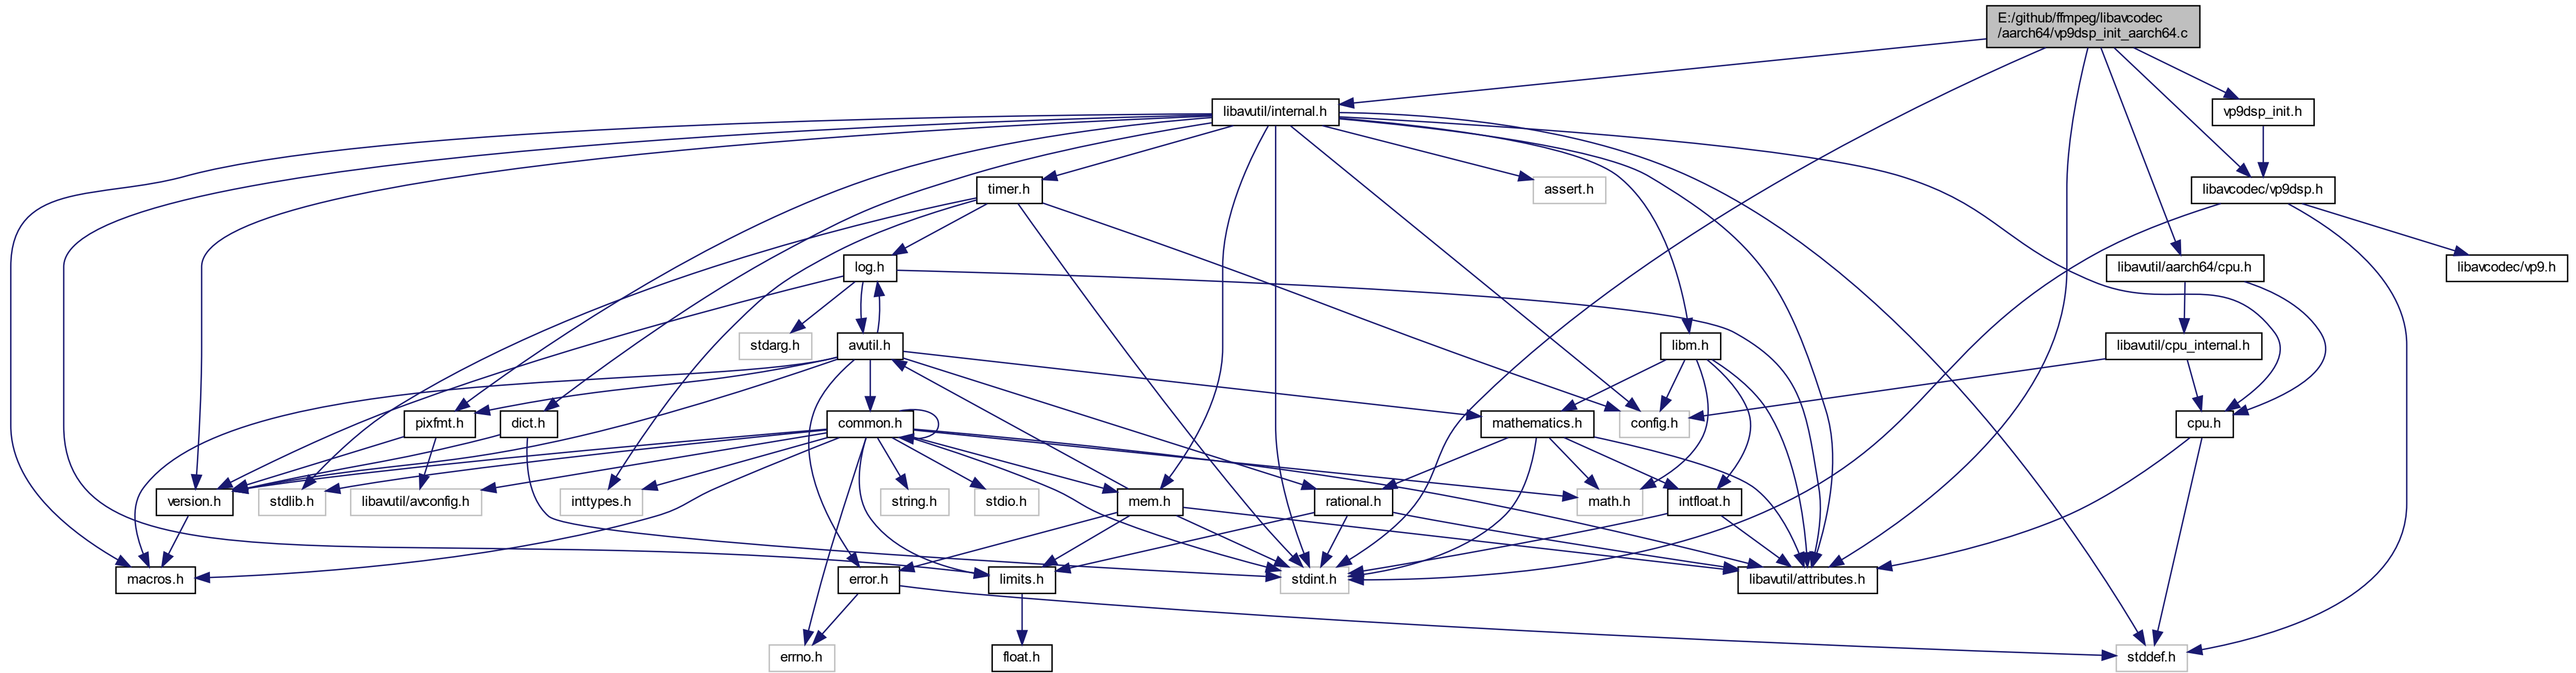 E:/github/ffmpeg/libavcodec
/aarch64/vp9dsp_init_aarch64.c
libavutil/internal.h
vp9dsp_init.h
timer.h
assert.h
libavcodec/vp9dsp.h
log.h
libavutil/aarch64/cpu.h
libavcodec/vp9.h
stdarg.h
avutil.h
libm.h
libavutil/cpu_internal.h
pixfmt.h
dict.h
common.h
mathematics.h
config.h
cpu.h
version.h
stdlib.h
libavutil/avconfig.h
inttypes.h
string.h
stdio.h
mem.h
rational.h
math.h
intfloat.h
macros.h
error.h
limits.h
stdint.h
libavutil/attributes.h
errno.h
float.h
stddef.h